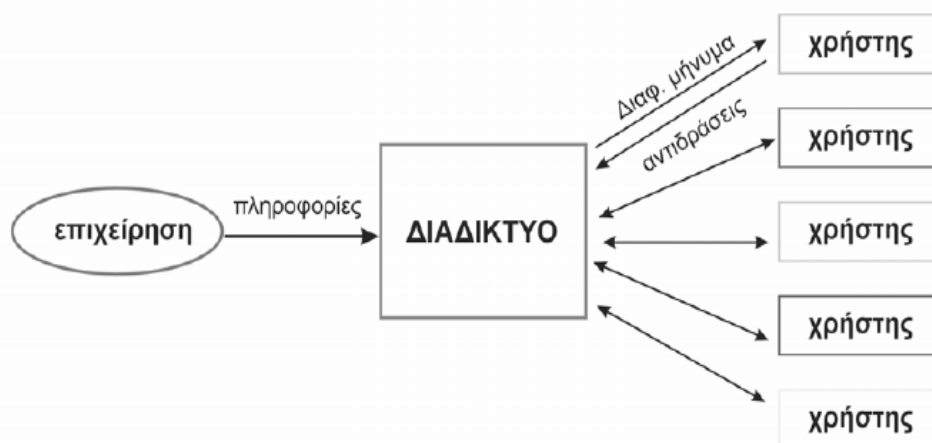 χρήστης
Διαφ. μήνυμα
αντιδράσεις
χρήστης
πληροφορίες
επιχείρηση
ΔΙΑΔΙΚΤΥΟ
χρήστης
χρήστης
χρήστης